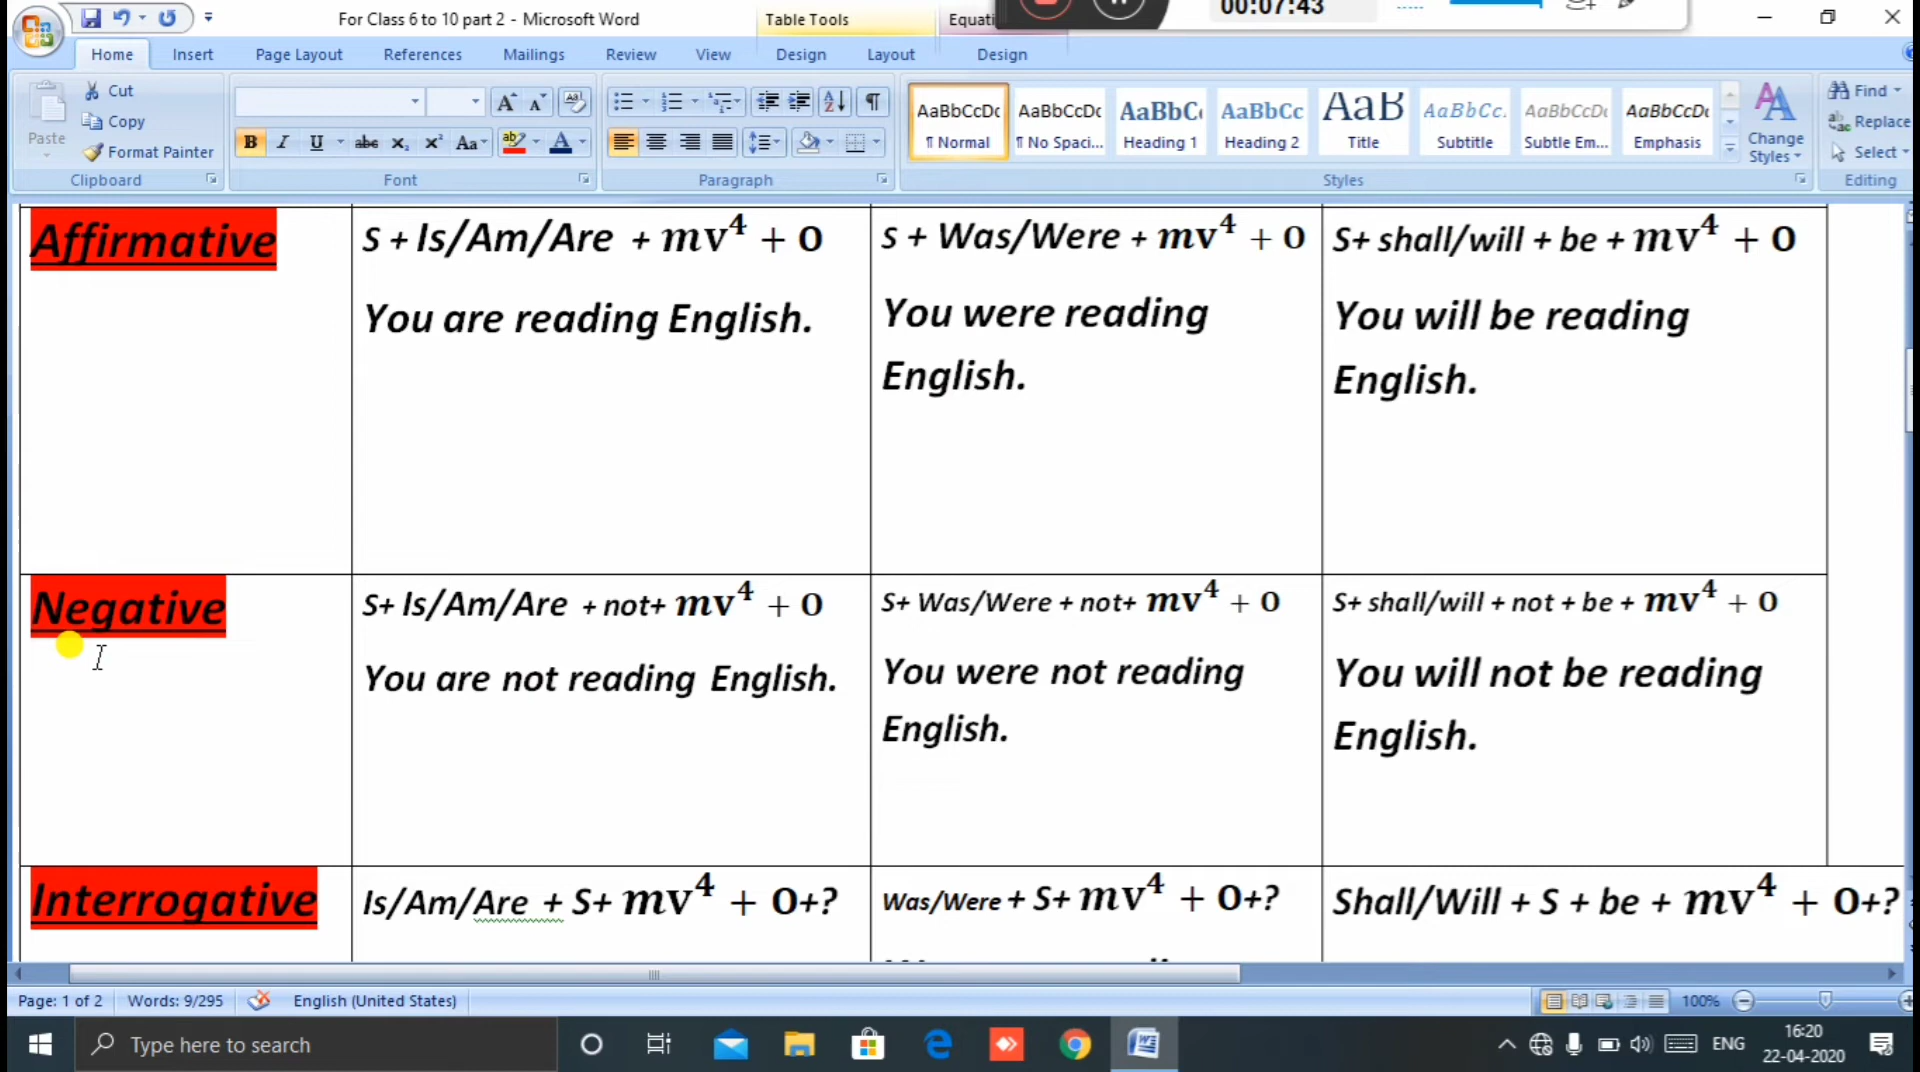 For Class 6 to 10 part 2 - Microsoft Word
Table Tools
00:07:43
Home Insert Page Layout References Mailings Review View Design Layout Design
Cut
Copy
Format Painter
Paste
Clipboard
Font
Paragraph
AaBbCcDc AaBbCcDc AaBbC AaBbCc AaB AaBbCc. AaBbCcDc AaBbCcDc
¶ Normal ¶ No Spaci... Heading 1 Heading 2 Title Subtitle Subtle Em... Emphasis
Change Styles
Styles
Find
Replace
Select
Editing
Affirmative
S + Is/Am/Are + mv⁴ + O
You are reading English.
S + Was/Were + mv⁴ + O
You were reading
English.
S+ shall/will + be + mv⁴ + O
You will be reading
English.
Negative
S+ Is/Am/Are + not+ mv⁴ + O
You are not reading English.
S+ Was/Were + not+ mv⁴ + O
You were not reading
English.
S+ shall/will + not + be + mv⁴ + O
You will not be reading
English.
Interrogative
Is/Am/Are + S+ mv⁴ + O+?
Was/Were + S+ mv⁴ + O+?
Shall/Will + S + be + mv⁴ + O+?
Page: 1 of 2 Words: 9/295 English (United States) 100%
Type here to search
ENG
16:20
22-04-2020